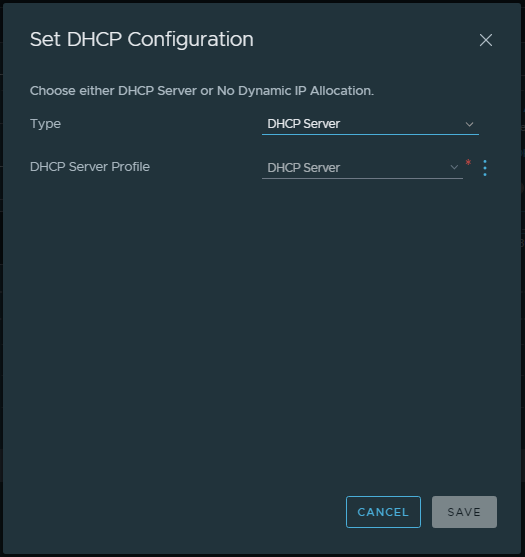 Set DHCP Configuration
Choose either DHCP Server or No Dynamic IP Allocation.
Type DHCP Server
DHCP Server Profile DHCP Server *
CANCEL SAVE